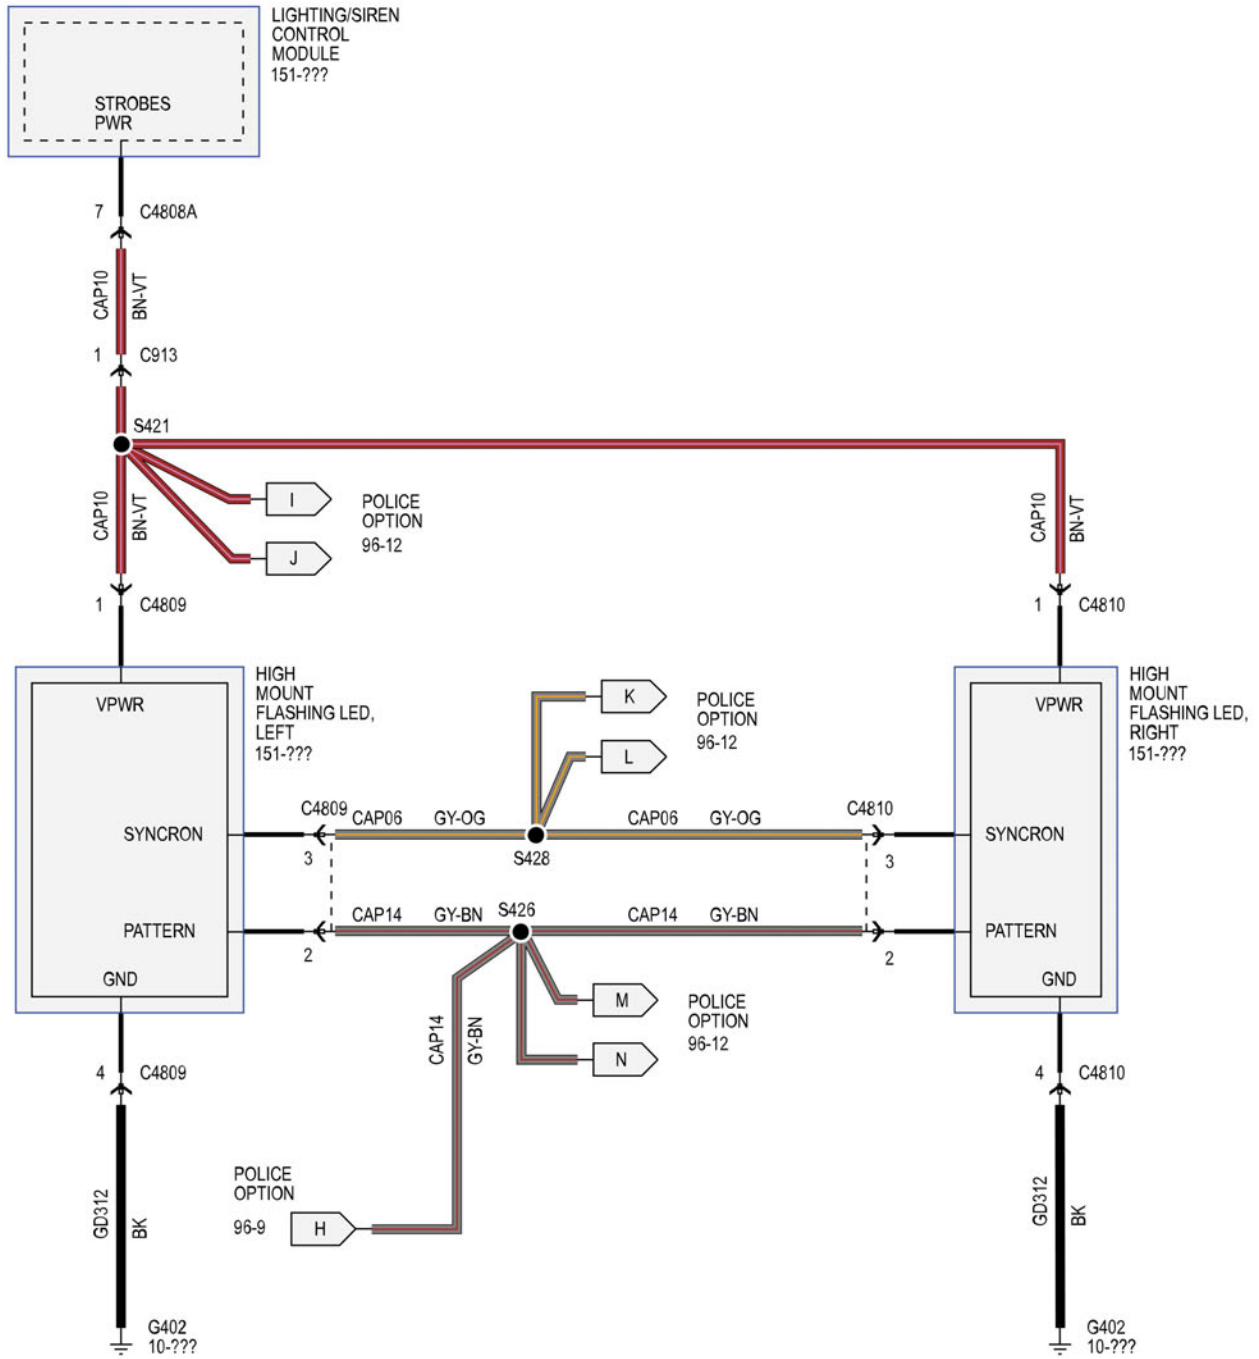 LIGHTING/SIREN
CONTROL
MODULE
151-???
STROBES
PWR
7 C4808A
CAP10 BN-VT
1 C913
S421
CAP10 BN-VT
I
J
POLICE
OPTION
96-12
CAP10 BN-VT
1 C4809
1 C4810
HIGH
MOUNT
FLASHING LED,
LEFT
151-???
VPWR
SYNCRON
PATTERN
GND
K
L
POLICE
OPTION
96-12
HIGH
MOUNT
FLASHING LED,
RIGHT
151-???
VPWR
SYNCRON
PATTERN
GND
C4809 CAP06 GY-OG CAP06 GY-OG C4810
3 S428 3
CAP14 GY-BN S426 CAP14 GY-BN
2 2
M
N
POLICE
OPTION
96-12
CAP14 GY-BN
4 C4809
4 C4810
POLICE
OPTION
96-9
H
GD312 BK
GD312 BK
G402
10-???
G402
10-???